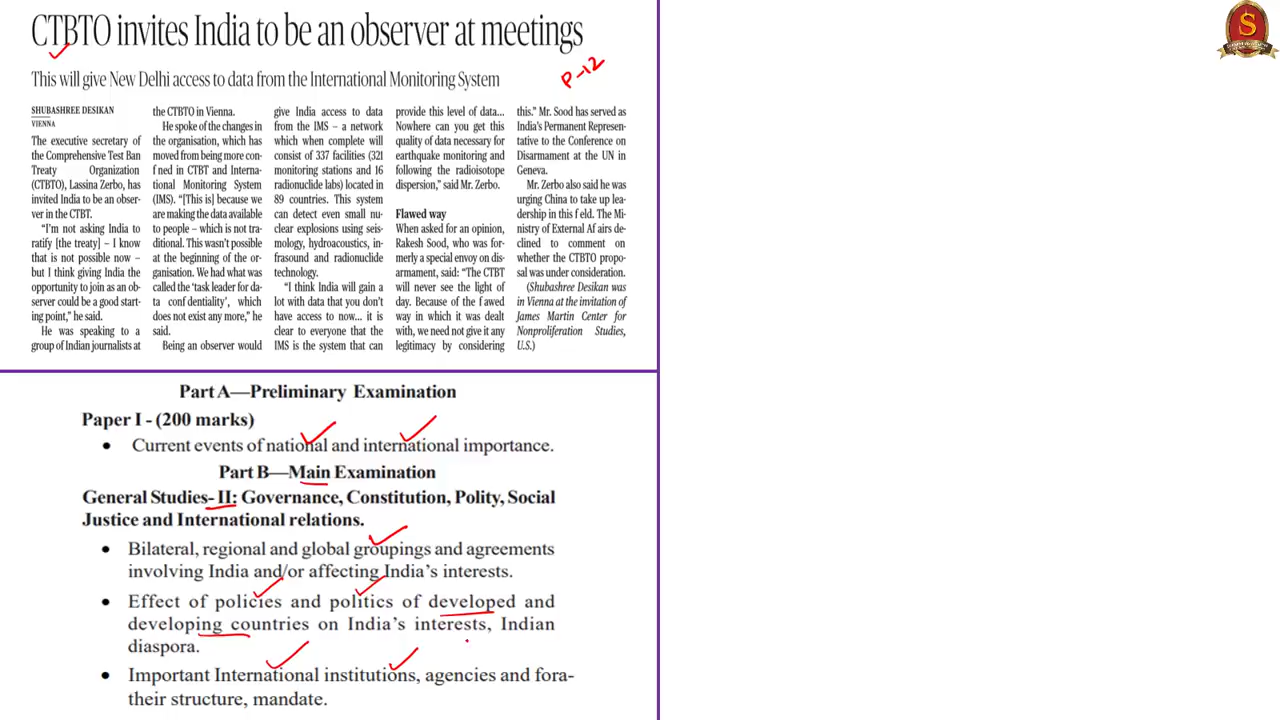 CTBTO invites India to be an observer at meetings
This will give New Delhi access to data from the International Monitoring System
P-12
SHUBASHREE DESIKAN
VIENNA
The executive secretary of
the Comprehensive Test Ban
Treaty Organization
(CTBTO), Lassina Zerbo, has
invited India to be an obser-
ver in the CTBT.
“I’m not asking India to
ratify [the treaty] – I know
that is not possible now –
but I think giving India the
opportunity to join as an ob-
server could be a good start-
ing point,” he said.
He was speaking to a
group of Indian journalists at
the CTBTO in Vienna.
He spoke of the changes in
the organisation, which has
moved from being more con-
f ned in CTBT and Interna-
tional Monitoring System
(IMS). “[This is] because we
are making the data available
to people – which is not tra-
ditional. This wasn’t possible
at the beginning of the or-
ganisation. We had what was
called the ‘task leader for da-
ta conf dentiality’, which
does not exist any more,” he
said.
Being an observer would
give India access to data
from the IMS – a network
which when complete will
consist of 337 facilities (321
monitoring stations and 16
radionuclide labs) located in
89 countries. This system
can detect even small nu-
clear explosions using seis-
mology, hydroacoustics, in-
frasound and radionuclide
technology.
“I think India will gain a
lot with data that you don’t
have access to now... it is
clear to everyone that the
IMS is the system that can
provide this level of data...
Nowhere can you get this
quality of data necessary for
earthquake monitoring and
following the radioisotope
dispersion,” said Mr. Zerbo.
Flawed way
When asked for an opinion,
Rakesh Sood, who was for-
merly a special envoy on dis-
armament, said: “The CTBT
will never see the light of
day. Because of the f awed
way in which it was dealt
with, we need not give it any
legitimacy by considering
this.” Mr. Sood has served as
India’s Permanent Represen-
tative to the Conference on
Disarmament at the UN in
Geneva.
Mr. Zerbo also said he was
urging China to take up lea-
dership in this f eld. The Mi-
nistry of External Af airs de-
clined to comment on
whether the CTBTO propo-
sal was under consideration.
(Shubashree Desikan was
in Vienna at the invitation of
James Martin Center for
Nonproliferation Studies,
U.S.)
Part A—Preliminary Examination
Paper I - (200 marks)
• Current events of national and international importance.
Part B—Main Examination
General Studies- II: Governance, Constitution, Polity, Social
Justice and International relations.
• Bilateral, regional and global groupings and agreements
involving India and/or affecting India’s interests.
• Effect of policies and politics of developed and
developing countries on India’s interests, Indian
diaspora.
• Important International institutions, agencies and fora-
their structure, mandate.
S